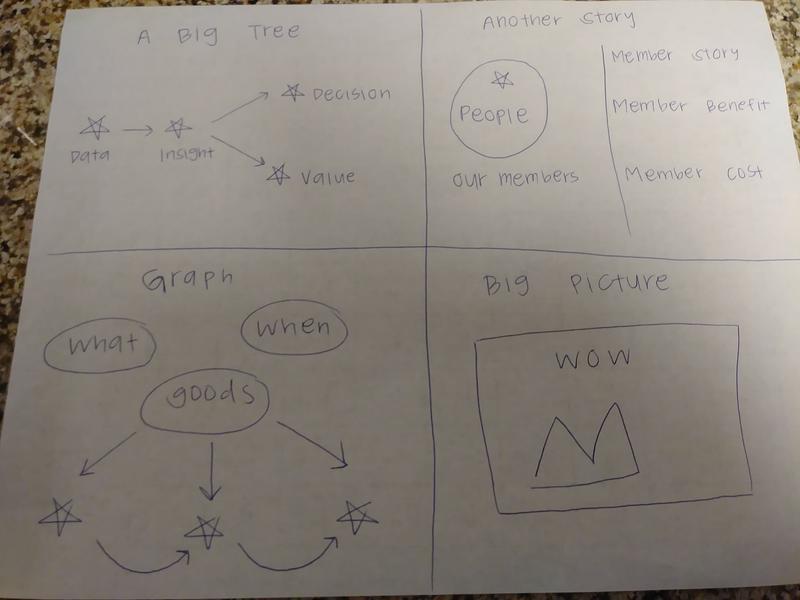 A Big Tree
Data
Insight
Decision
Value
Another Story
People
our members
Member story
Member Benefit
Member cost
Graph
what
when
goods
Big Picture
WOW